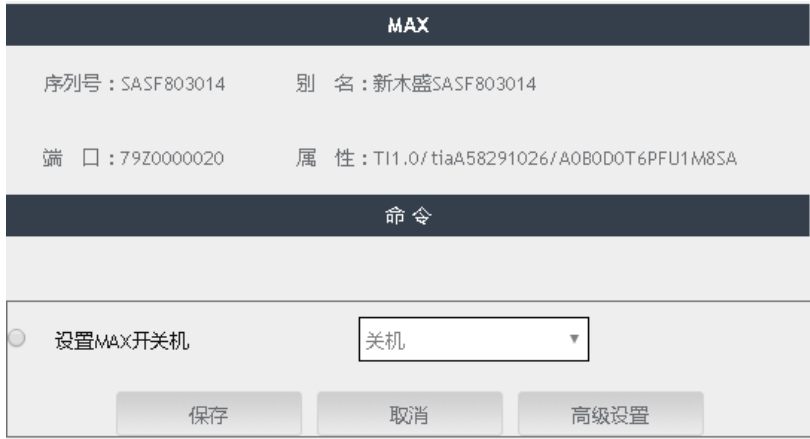 MAX
序列号：SASF803014 别 名：新木盛SASF803014
端 口：79Z0000020 属 性：TI1.0/tiaA58291026/A0B0D0T6PFU1M8SA
命令
设置MAX开关机 关机
保存 取消 高级设置